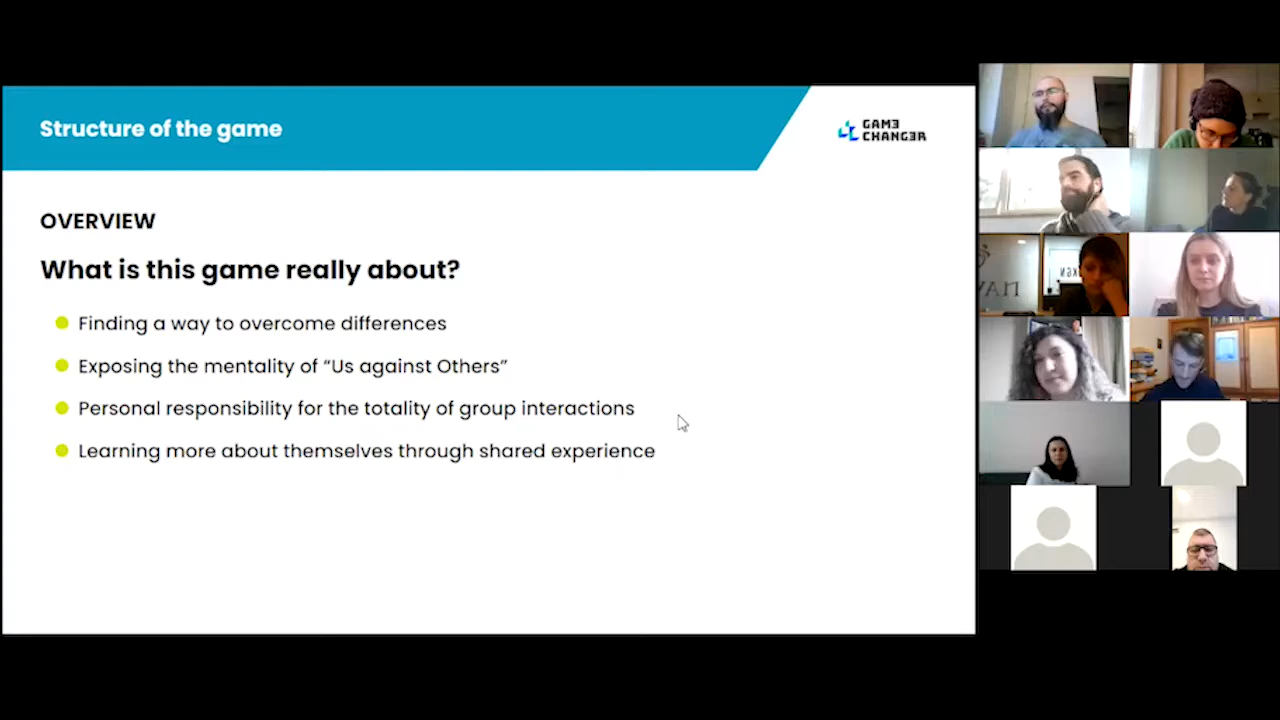 Structure of the game
GAME
CHANGER
OVERVIEW
What is this game really about?
Finding a way to overcome differences
Exposing the mentality of “Us against Others”
Personal responsibility for the totality of group interactions
Learning more about themselves through shared experience